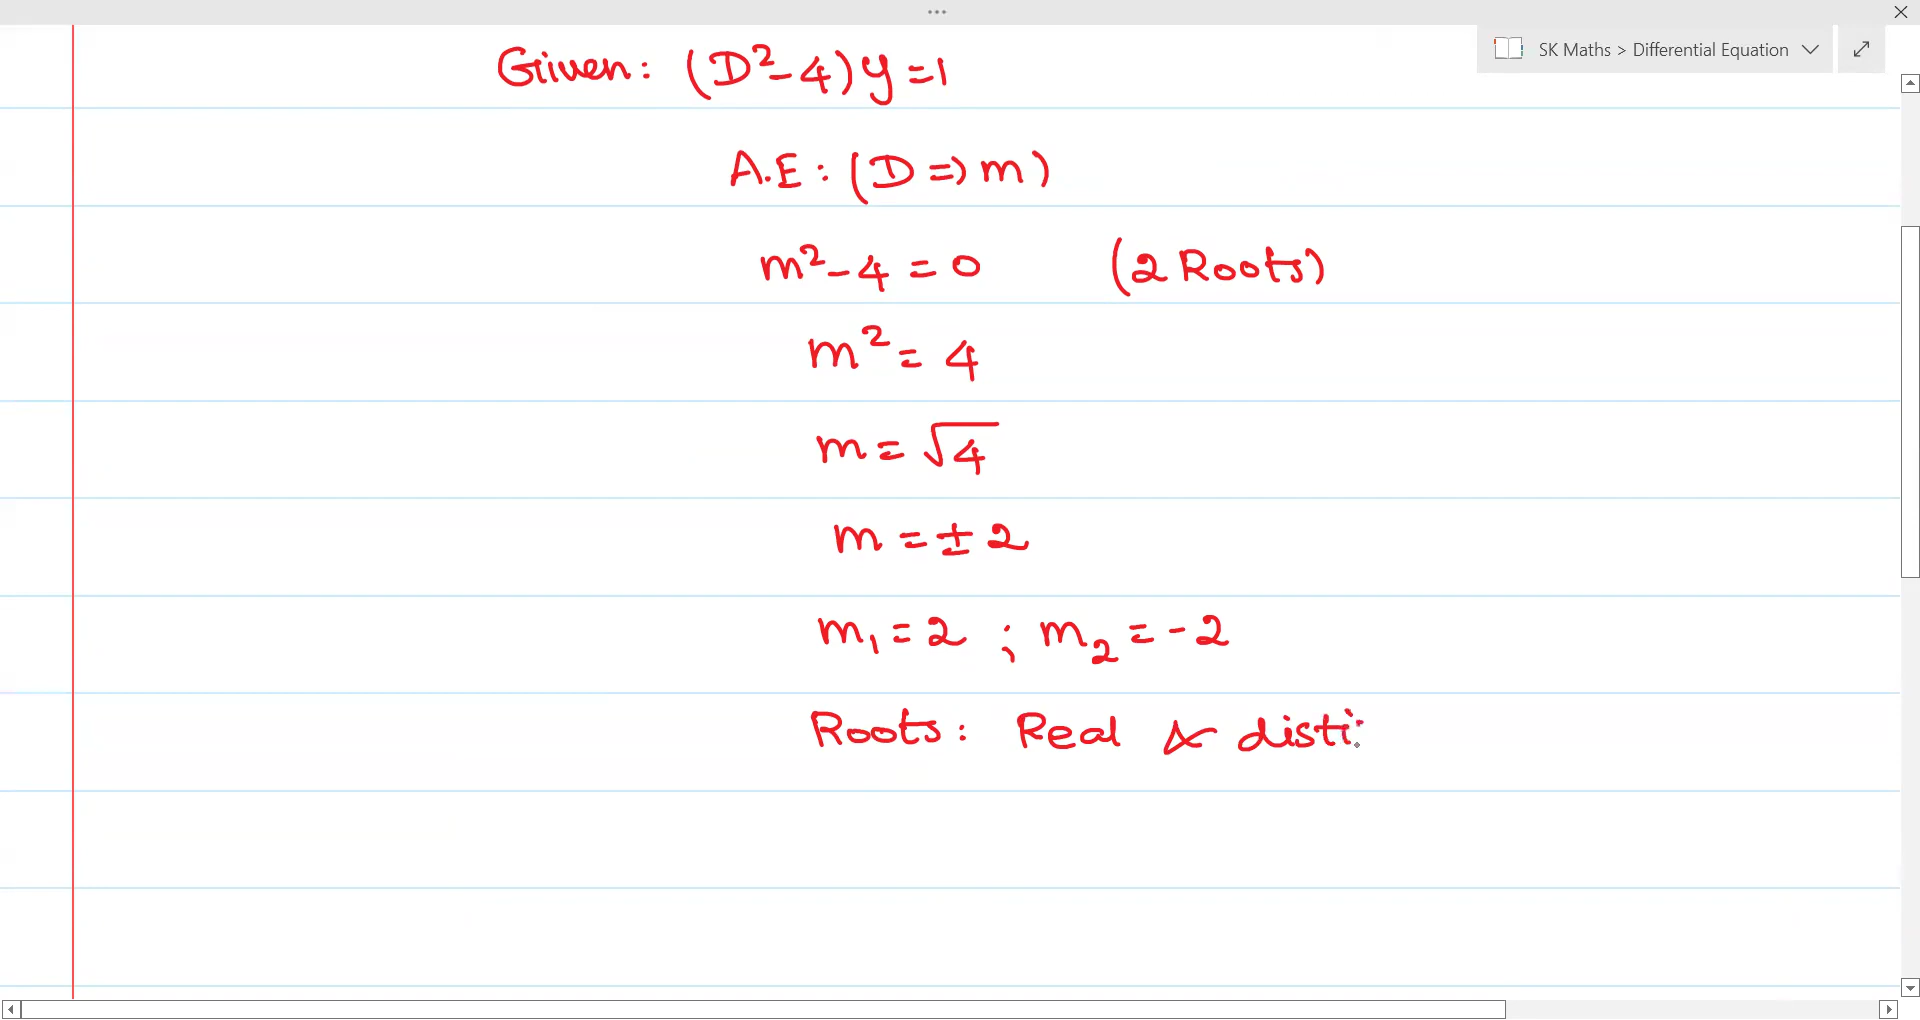 SK Maths > Differential Equation
Given: (D²-4)y=1
A.E: (D⇒m)
m²-4=0 (2 Roots)
m²=4
m=√4
m=±2
m₁=2 ; m₂=-2
Roots: Real & disti